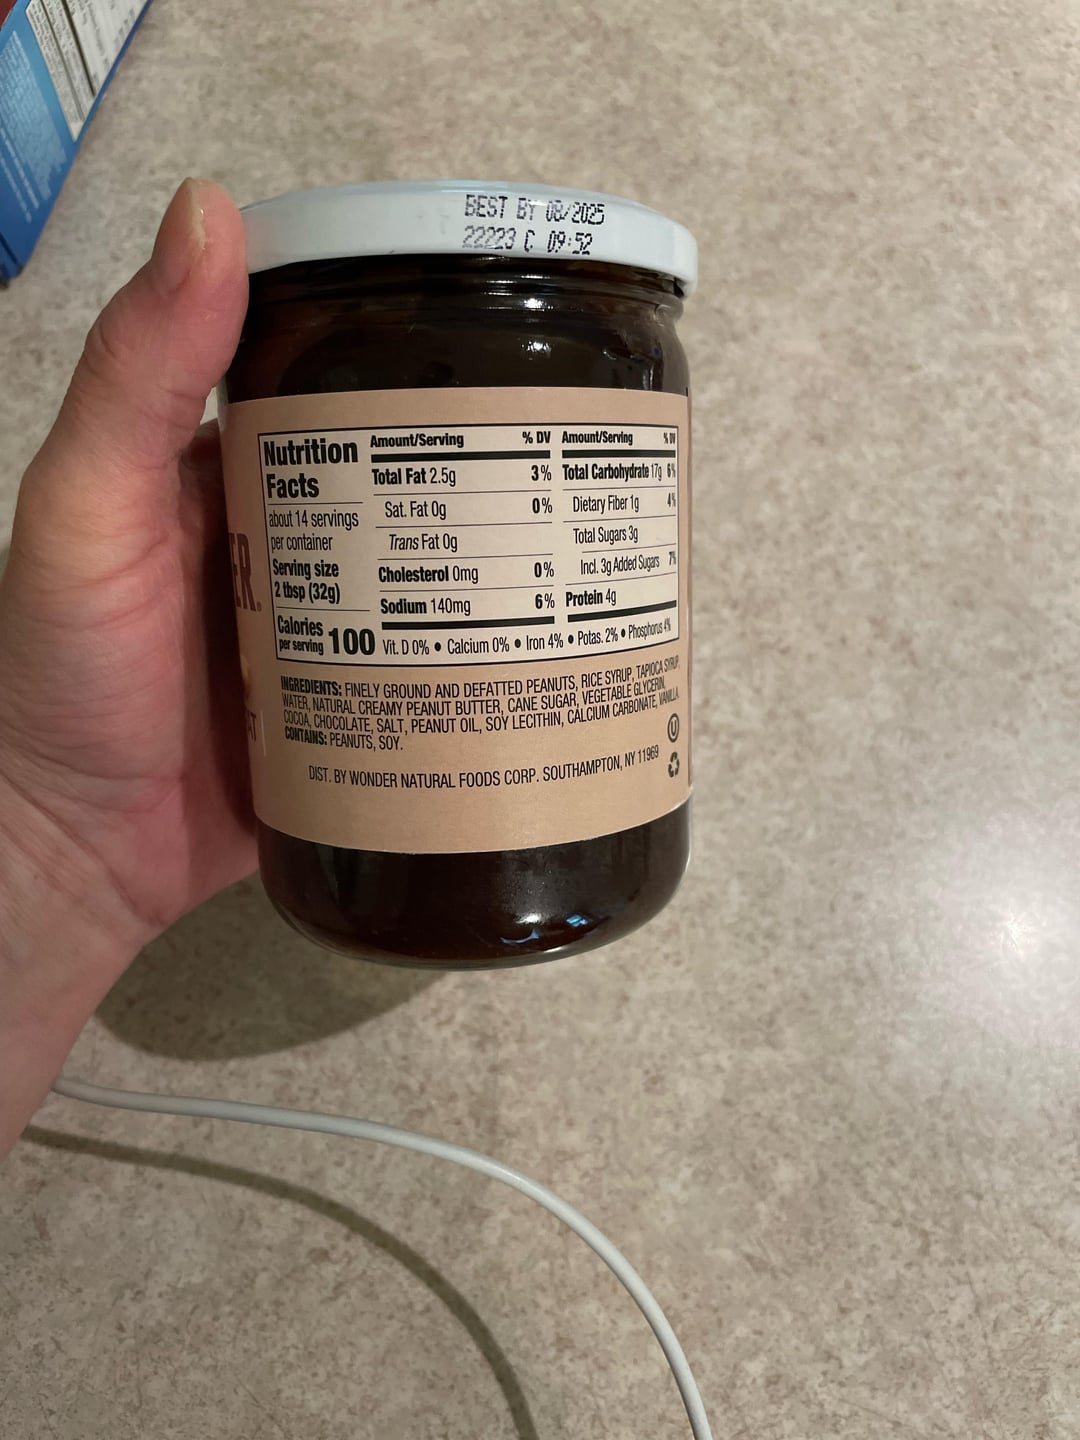 BEST BY 08/2025
22223 C 09:52
Nutrition
Facts
about 14 servings
per container
Serving size
2 tbsp (32g)
Calories
per serving 100
Amount/Serving % DV
Total Fat 2.5g 3%
Sat. Fat 0g 0%
Trans Fat 0g
Cholesterol 0mg 0%
Sodium 140mg 6%
Amount/Serving % DV
Total Carbohydrate 17g 6%
Dietary Fiber 1g 4%
Total Sugars 3g
Incl. 3g Added Sugars 7%
Protein 4g
Vit. D 0% • Calcium 0% • Iron 4% • Potas. 2% • Phosphorus 4%
INGREDIENTS: FINELY GROUND AND DEFATTED PEANUTS, RICE SYRUP, TAPIOCA SYRUP,
WATER, NATURAL CREAMY PEANUT BUTTER, CANE SUGAR, VEGETABLE GLYCERIN,
COCOA, CHOCOLATE, SALT, PEANUT OIL, SOY LECITHIN, CALCIUM CARBONATE, VANILLA.
CONTAINS: PEANUTS, SOY.
DIST. BY WONDER NATURAL FOODS CORP. SOUTHAMPTON, NY 11969
ER.
AT
U